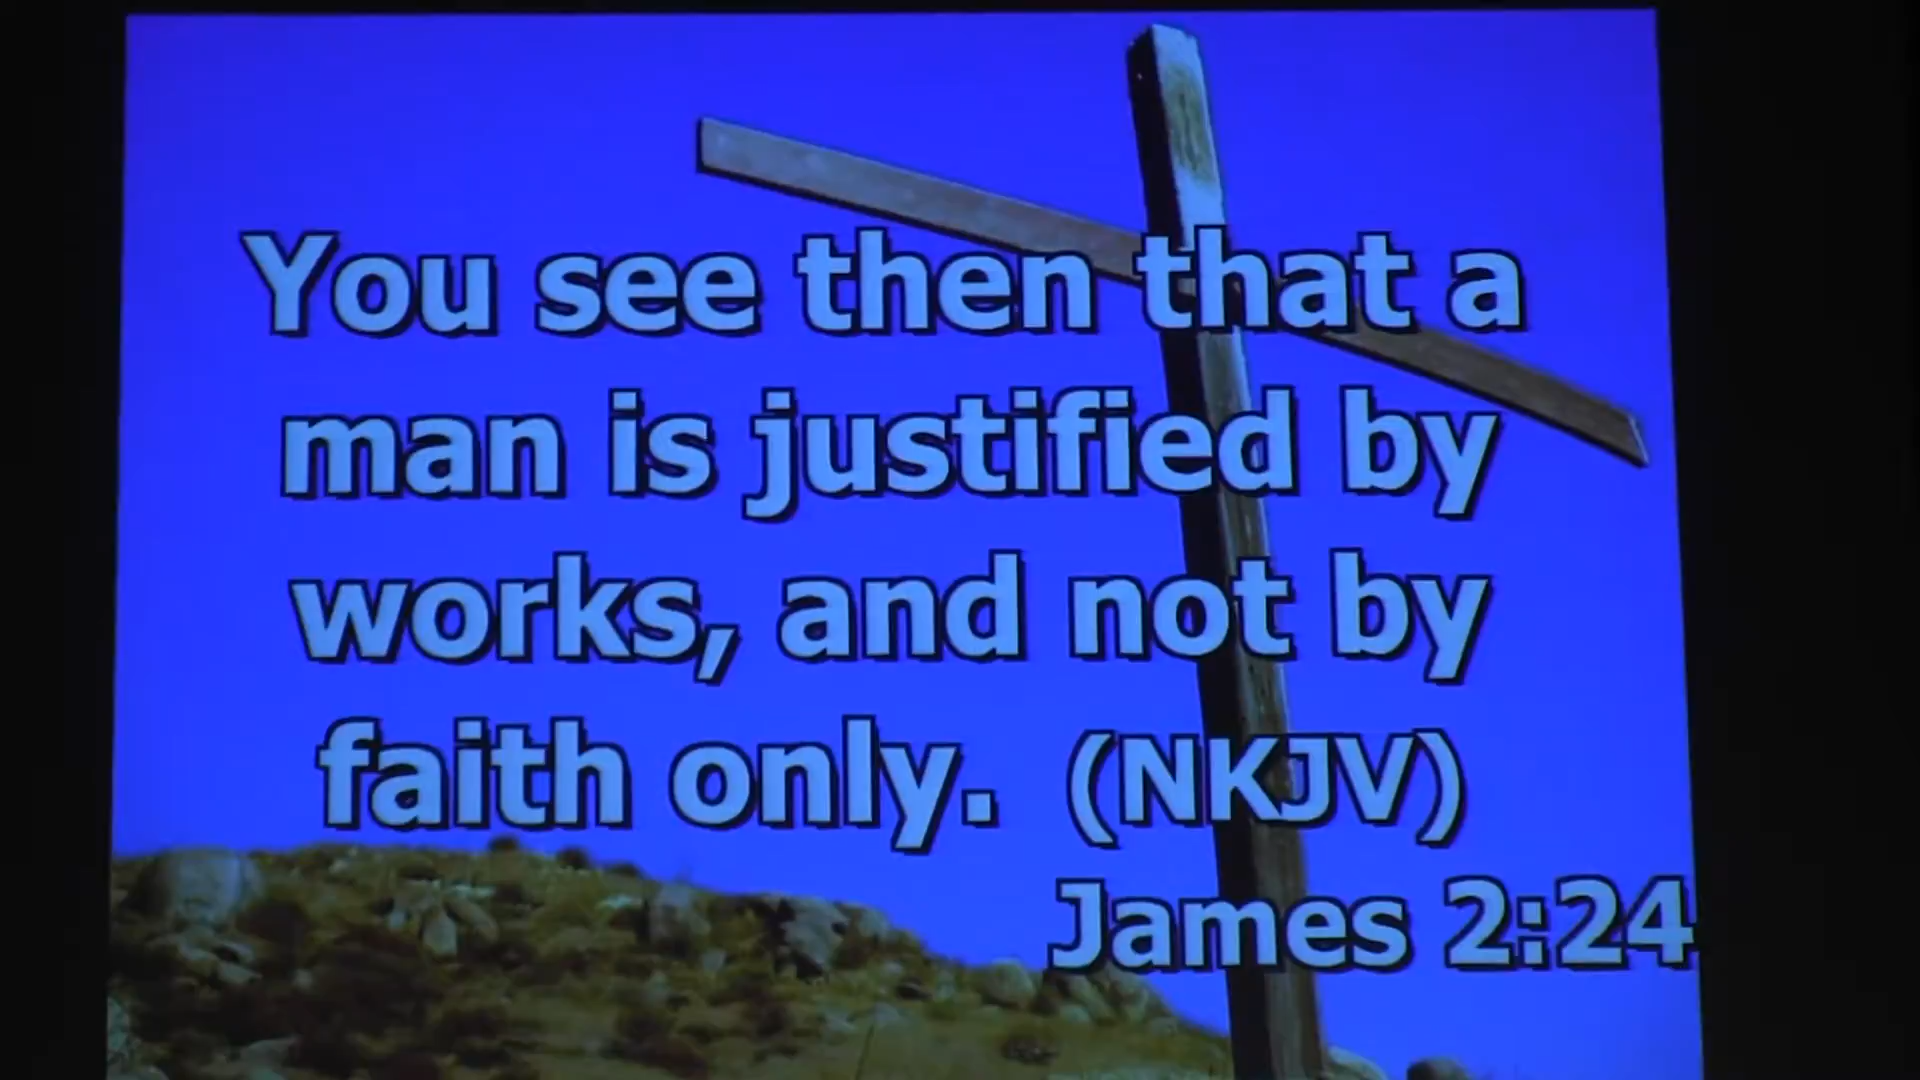 You see then that a
man is justified by
works, and not by
faith only. (NKJV)
James 2:24